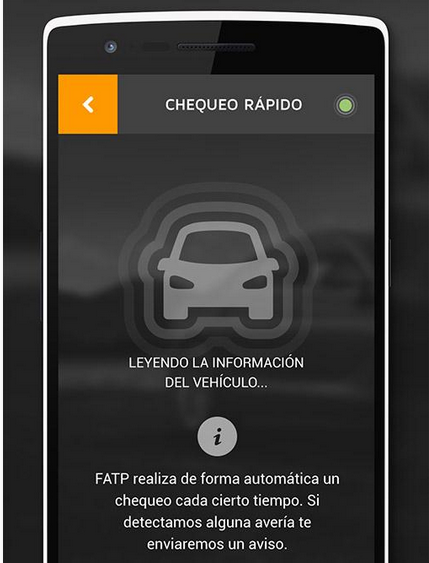 CHEQUEO RÁPIDO
LEYENDO LA INFORMACIÓN
DEL VEHÍCULO...
i
FATP realiza de forma automática un
chequeo cada cierto tiempo. Si
detectamos alguna avería te
enviaremos un aviso.